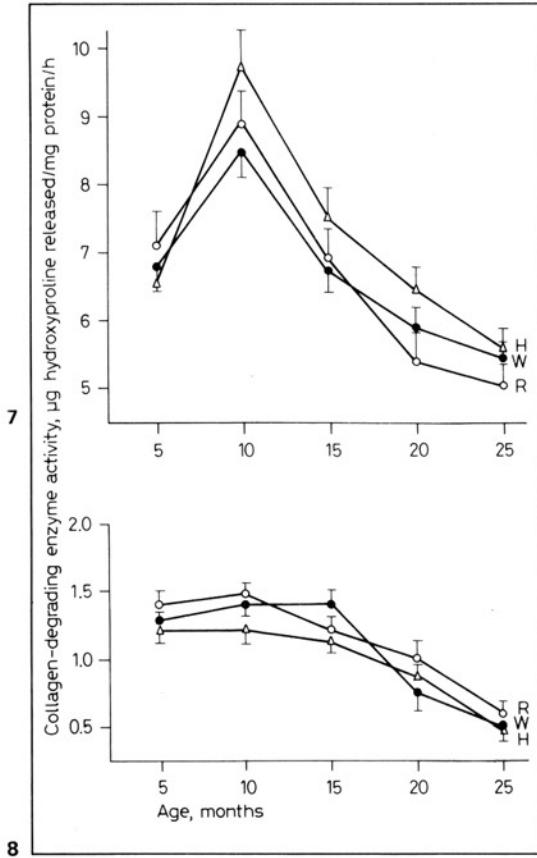 Collagen-degrading enzyme activity, µg hydroxyproline released/mg protein/h
10
9
8
7
6
5
5 10 15 20 25
H
W
R
7
2.0
1.5
1.0
0.5
5 10 15 20 25
R
W
H
Age, months
8